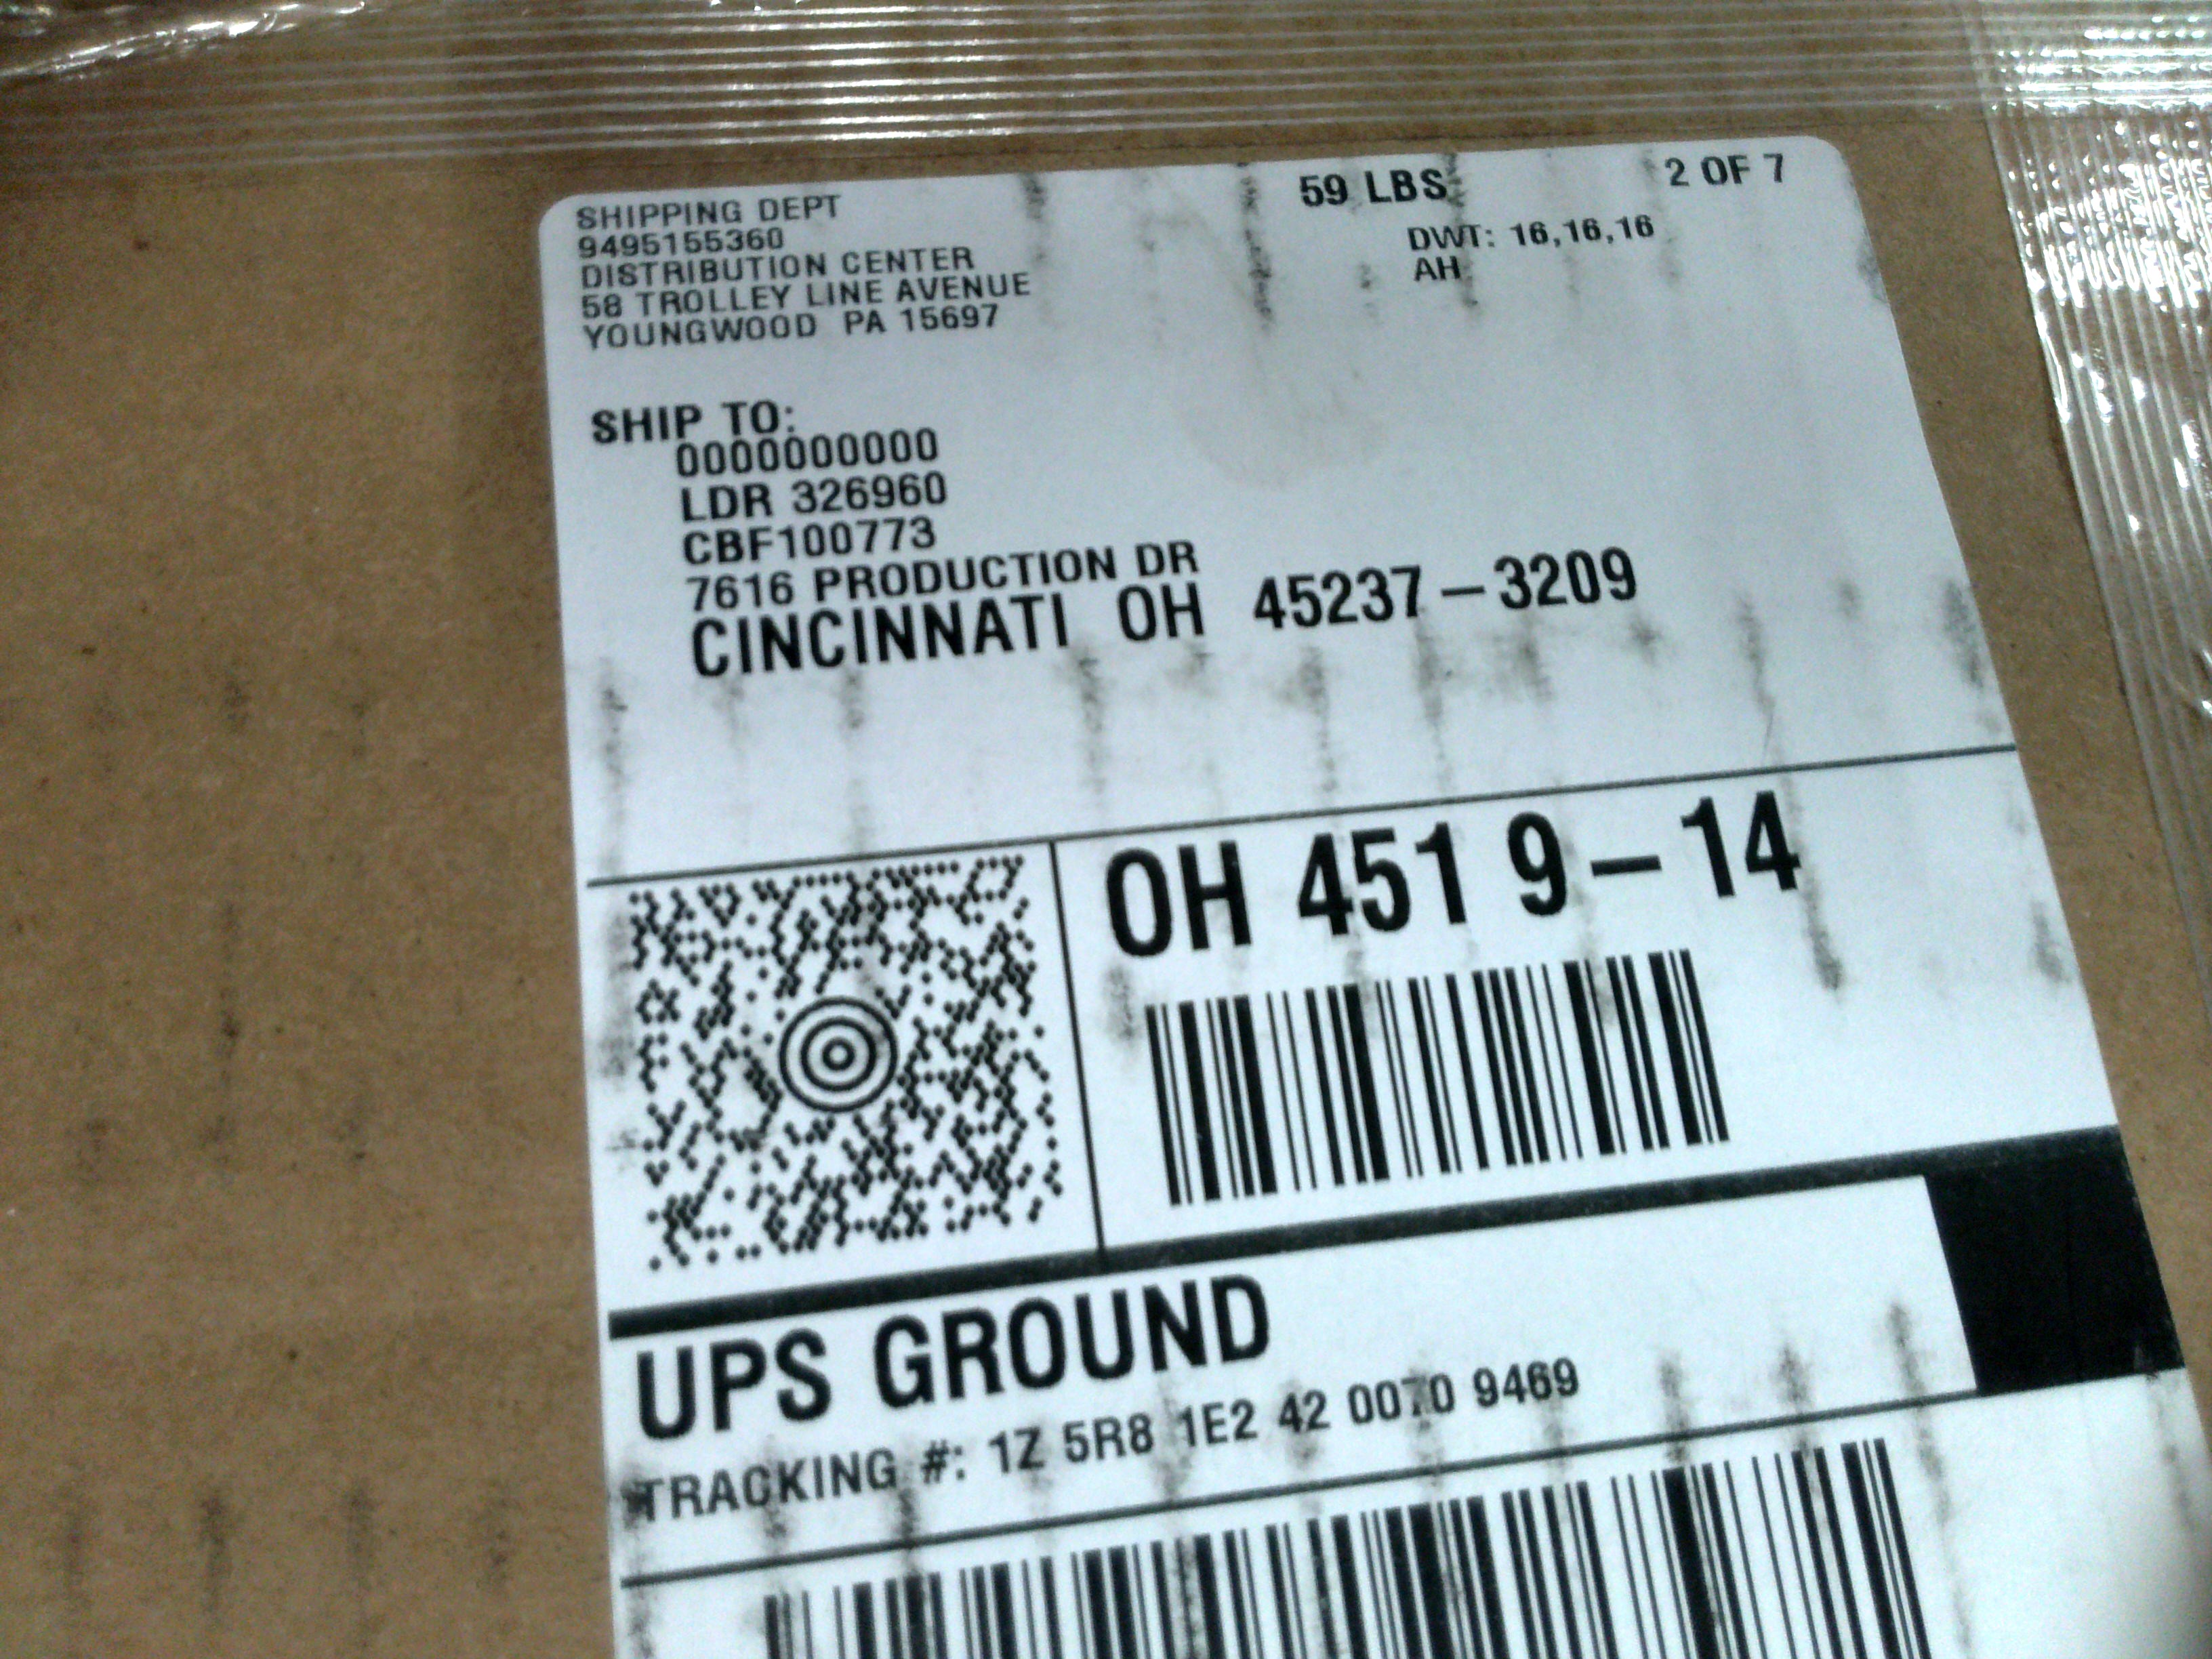 SHIPPING DEPT
9495155360
DISTRIBUTION CENTER
58 TROLLEY LINE AVENUE
YOUNGWOOD PA 15697
59 LBS
2 OF 7
DWT: 16,16,16
AH
SHIP TO:
0000000000
LDR 326960
CBF100773
7616 PRODUCTION DR
CINCINNATI OH 45237-3209
OH 451 9-14
UPS GROUND
TRACKING #: 1Z 5R8 1E2 42 0070 9469